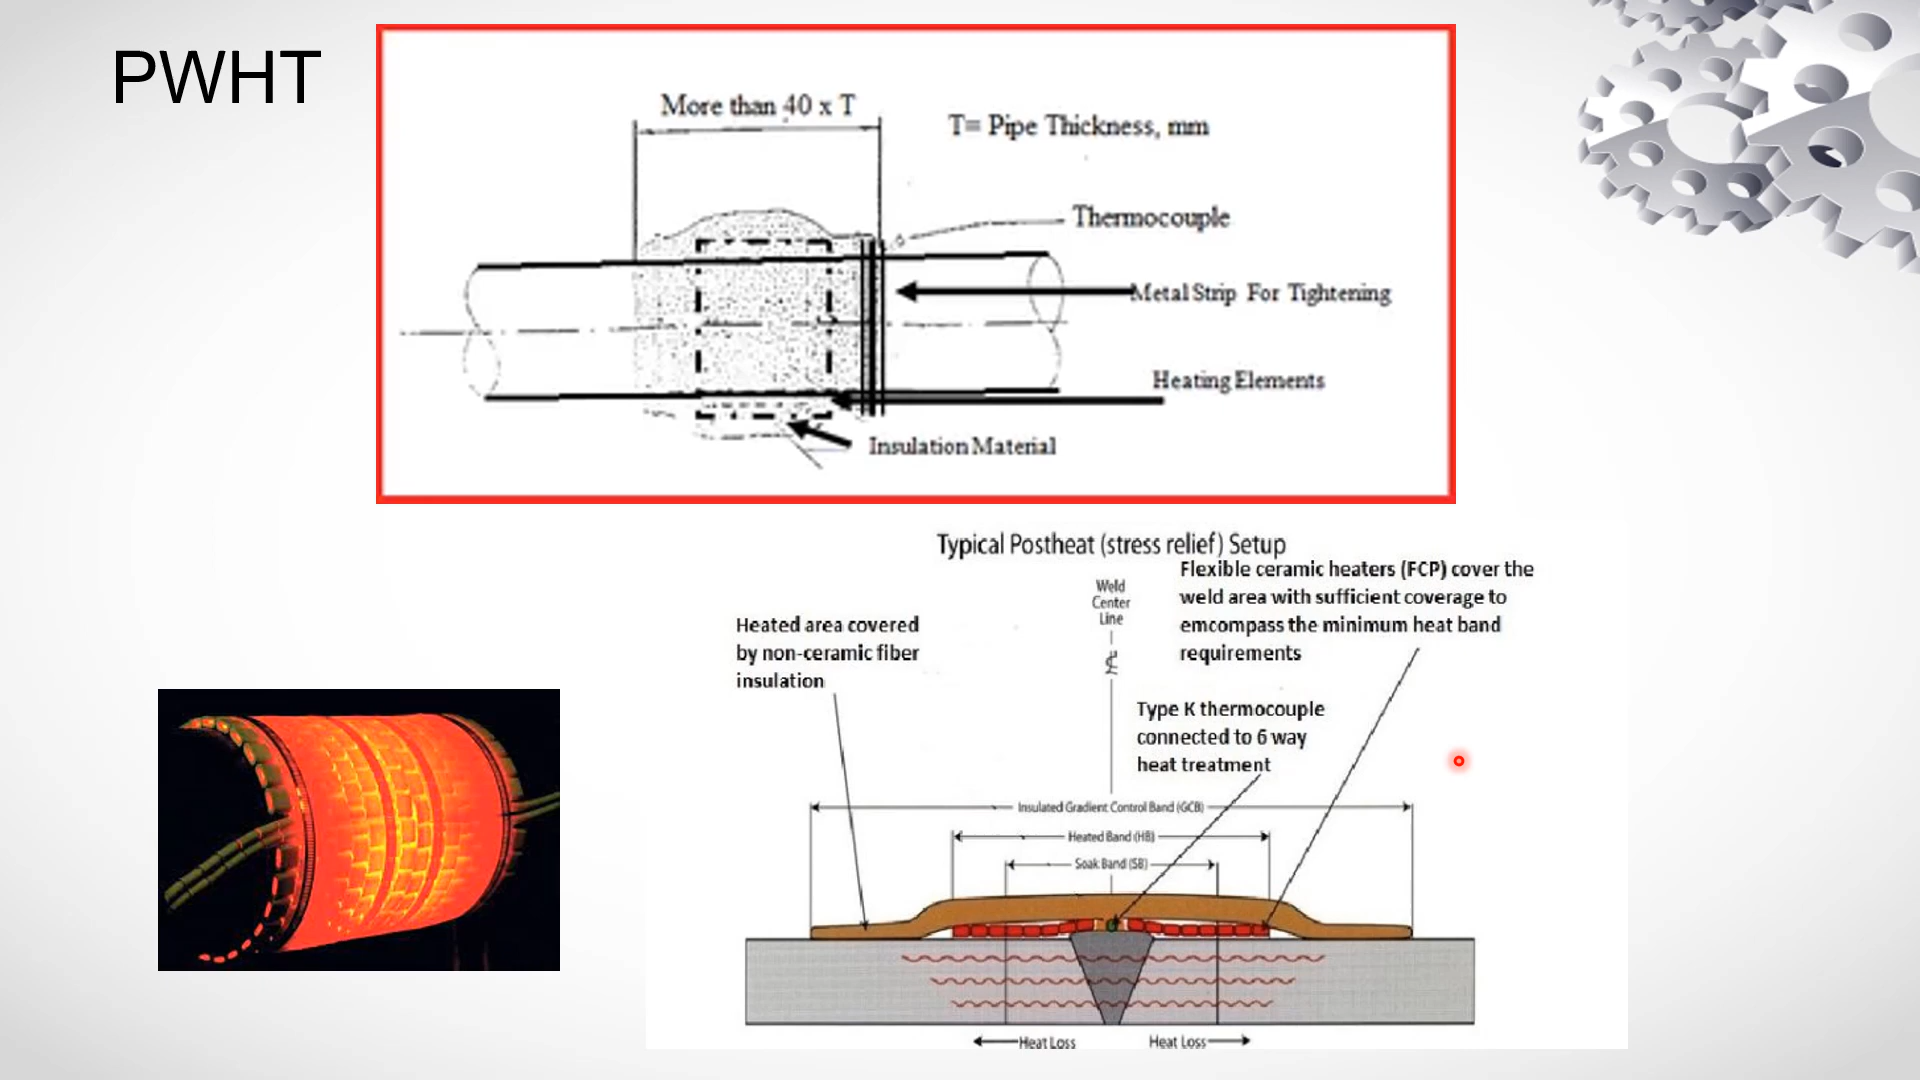 PWHT
More than 40 x T
T= Pipe Thickness, mm
Thermocouple
Metal Strip For Tightening
Heating Elements
Insulation Material
Typical Postheat (stress relief) Setup
Flexible ceramic heaters (FCP) cover the
weld area with sufficient coverage to
emcompass the minimum heat band
requirements
Weld
Center
Line
Heated area covered
by non-ceramic fiber
insulation
Type K thermocouple
connected to 6 way
heat treatment
Insulated Gradient Control Band (GCB)
Heated Band (HB)
Soak Band (SB)
Heat Loss
Heat Loss